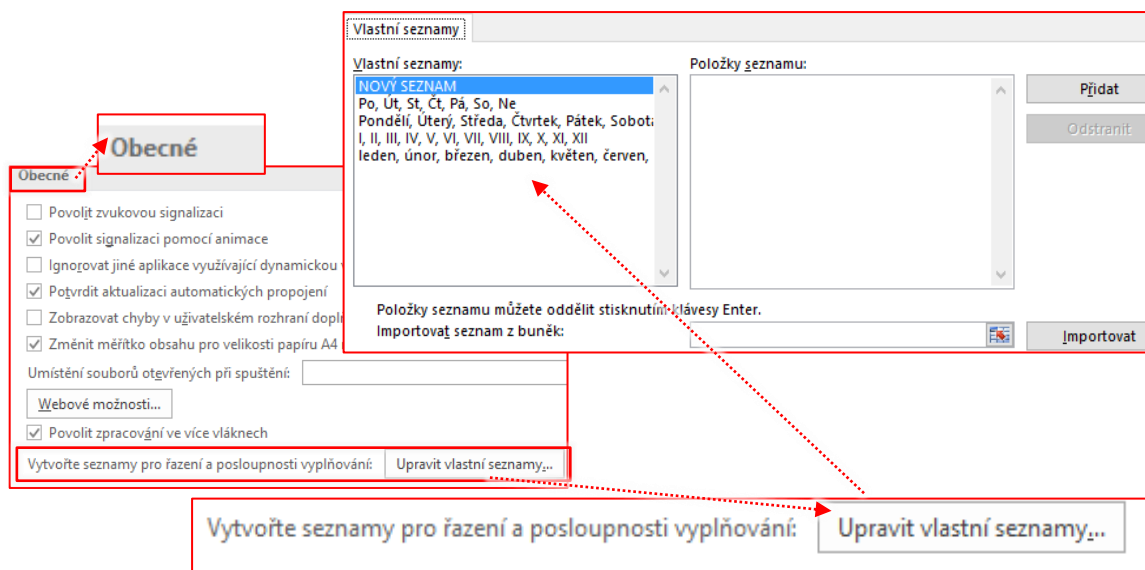 Vlastní seznamy
Vlastní seznamy:
NOVÝ SEZNAM
Po, Út, St, Čt, Pá, So, Ne
Pondělí, Úterý, Středa, Čtvrtek, Pátek,
I, II, III, IV, V, VI, VII, VIII, IX, X, XI, XII
leden, únor, březen, duben, květen, červen,
Položky seznamu:
Přidat
Odstranit
Položky seznamu můžete oddělit stisknutím klávesy Enter.
Importovat seznam z buněk:
Importovat
Obecné
Obecné
Povolit zvukovou signalizaci
Povolit signalizaci pomocí animace
Ignorovat jiné aplikace využívající dynamickou
Potvrdit aktualizaci automatických propojení
Zobrazovat chyby v uživatelském rozhraní
Změnit měřítko obsahu pro velikosti papíru A4
Umístění souborů otevřených při spuštění:
Webové možnosti...
Povolit zpracování ve více vláknech
Vytvořte seznamy pro řazení a posloupnosti vyplňování: Upravit vlastní seznamy...
Vytvořte seznamy pro řazení a posloupnosti vyplňování: Upravit vlastní seznamy...